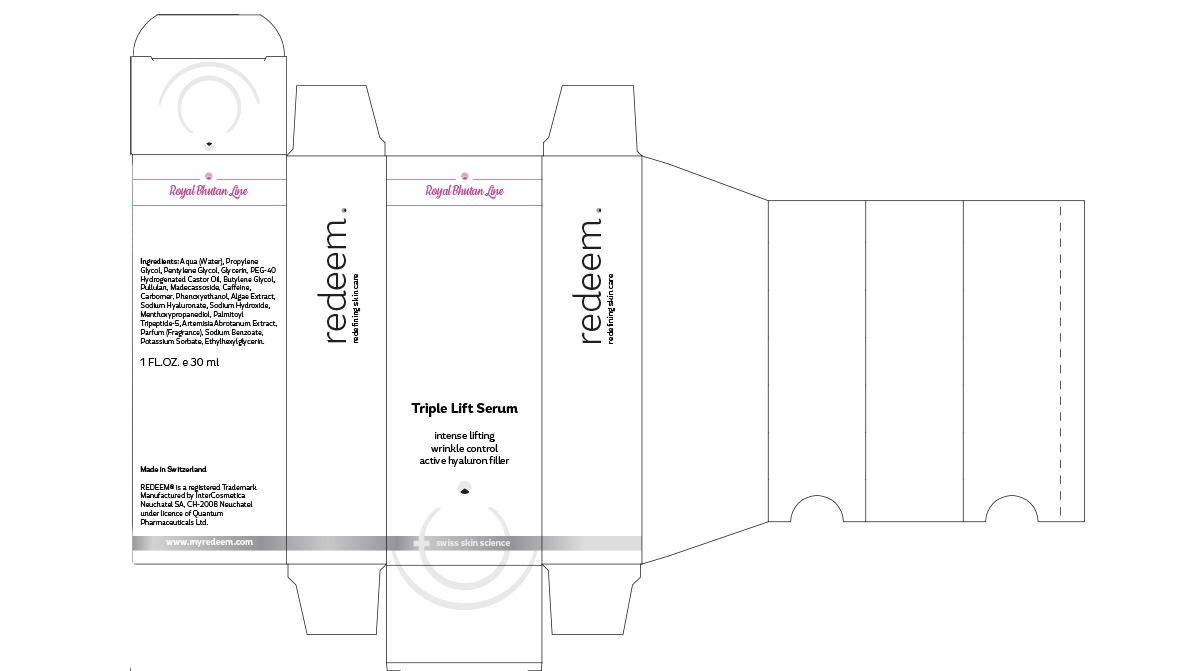 Royal Bhutan Line
Ingredients: Aqua (Water), Propylene
Glycol, Pentylene Glycol, Glycerin, PEG-40
Hydrogenated Castor Oil, Butylene Glycol,
Pullulan, Madecassoside, Caffeine,
Carbomer, Phenoxyethanol, Algae Extract,
Sodium Hyaluronate, Sodium Hydroxide,
Menthoxypropanediol, Palmitoyl
Tripeptide-5, Artemisia Abrotanum Extract,
Parfum (Fragrance), Sodium Benzoate,
Potassium Sorbate, Ethylhexylglycerin.
1 FL.OZ. e 30 ml
Made in Switzerland
REDEEM® is a registered Trademark
Manufactured by InterCosmetica
Neuchatel SA, CH-2008 Neuchatel
under licence of Quantum
Pharmaceuticals Ltd.
www.myredeem.com
redeem.
redefining skin care
Royal Bhutan Line
Triple Lift Serum
intense lifting
wrinkle control
active hyaluron filler
swiss skin science
redeem.
redefining skin care